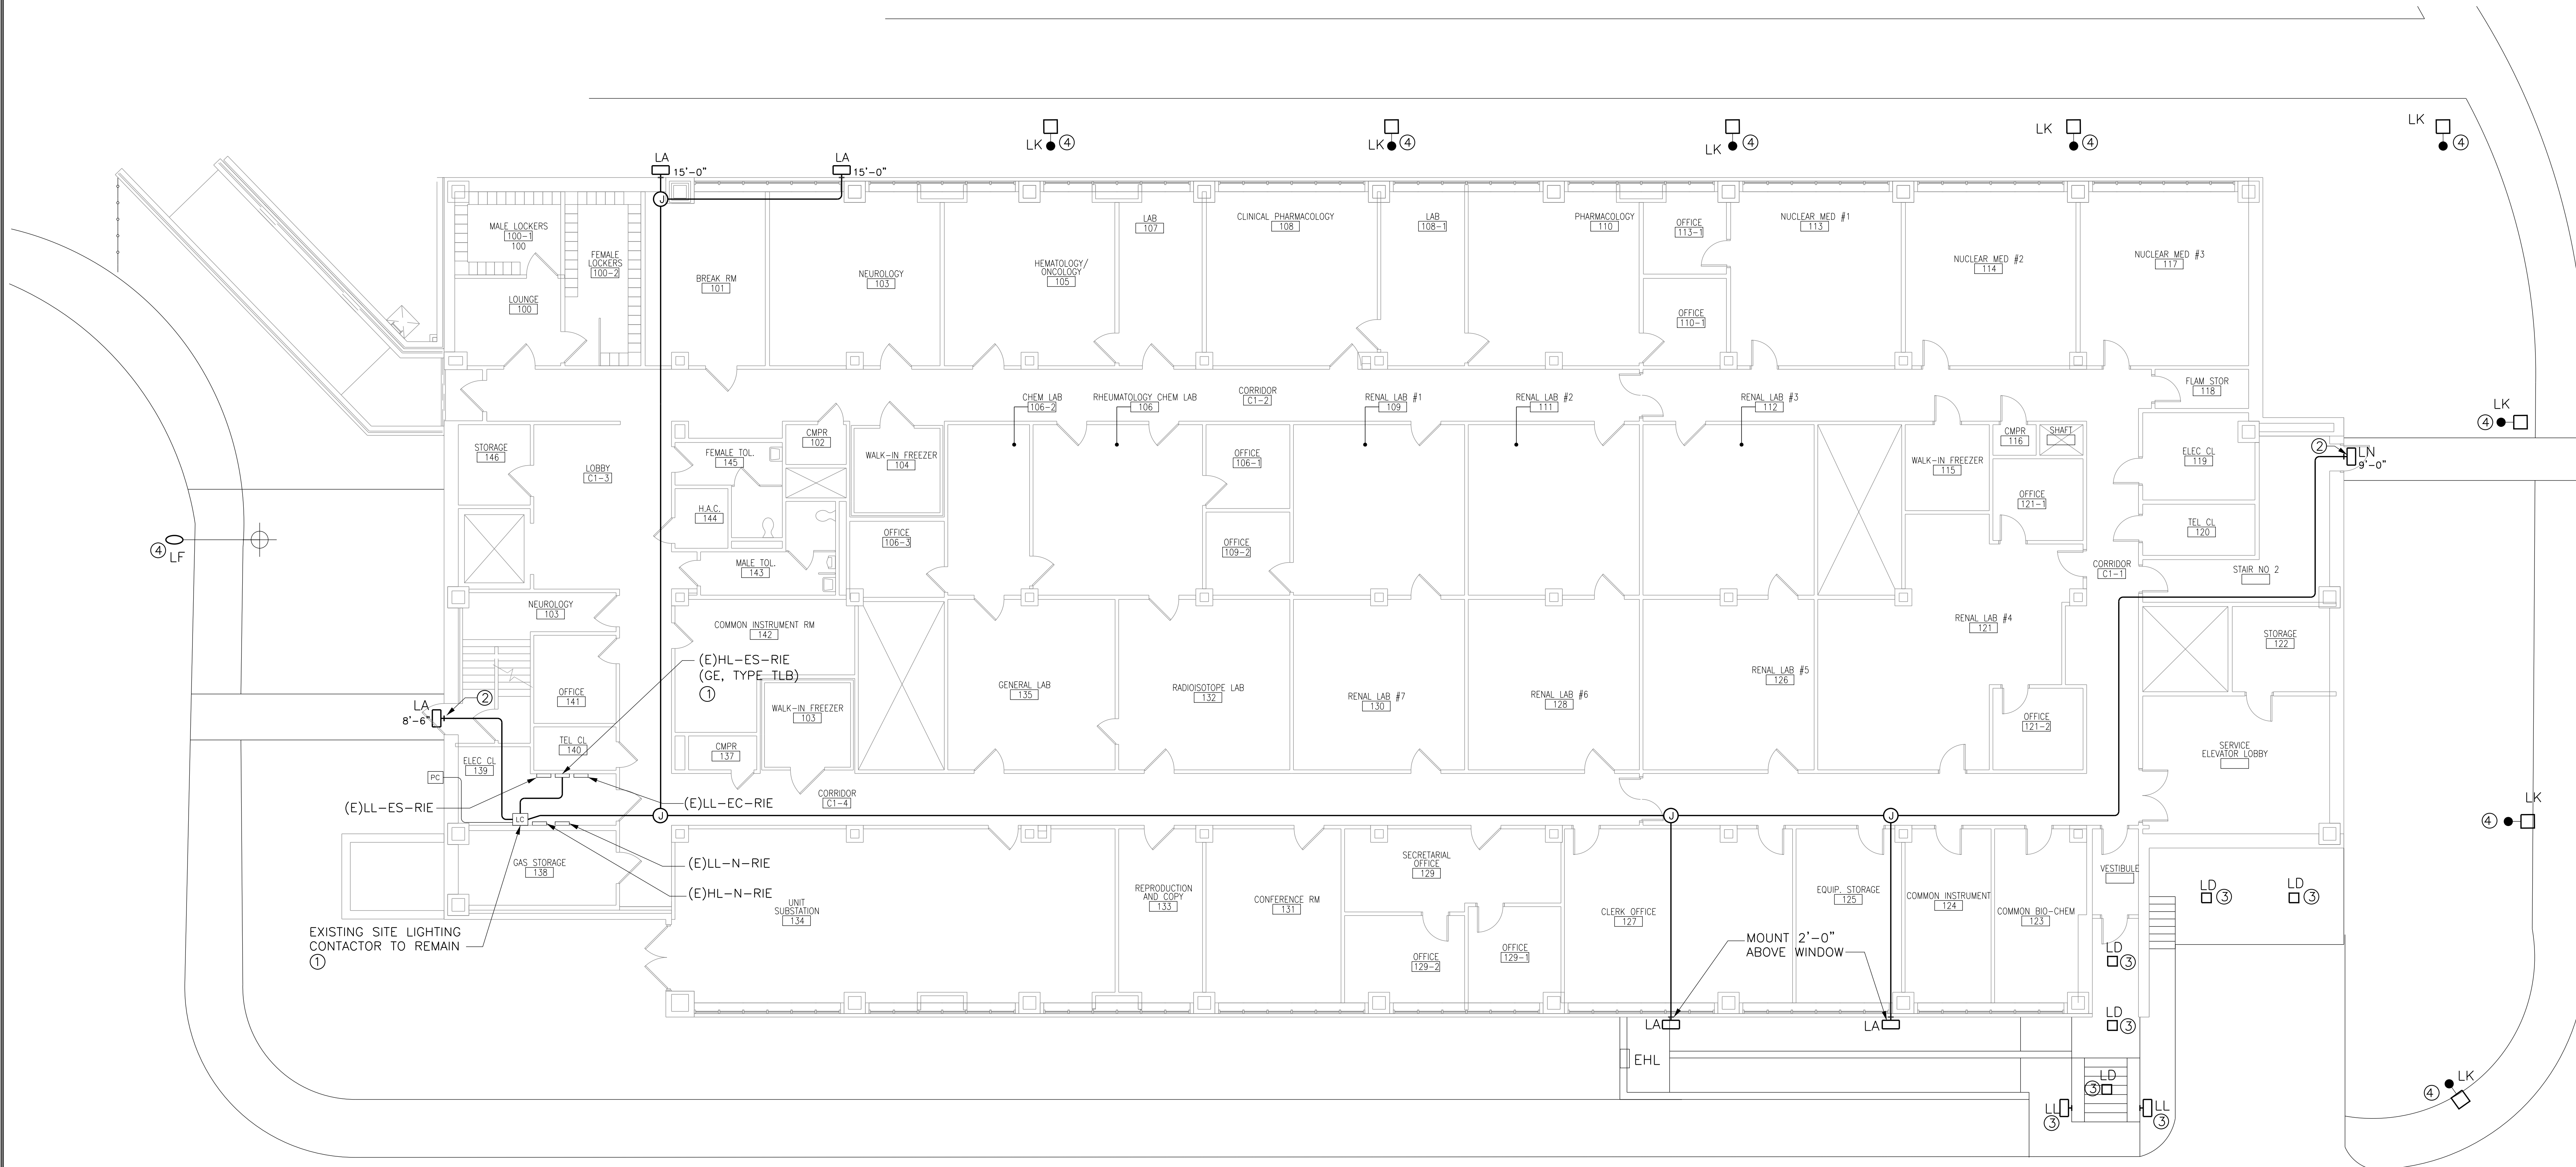 LK ④
LK ④
LK ④
LK ④
LK ④
LA
15'-0"
LA
15'-0"
J
MALE LOCKERS
100-1
100
FEMALE
LOCKERS
100-2
LOUNGE
100
BREAK RM
101
NEUROLOGY
103
HEMATOLOGY/
ONCOLOGY
105
LAB
107
CLINICAL PHARMACOLOGY
108
LAB
108-1
PHARMACOLOGY
110
OFFICE
113-1
OFFICE
110-1
NUCLEAR MED #1
113
NUCLEAR MED #2
114
NUCLEAR MED #3
117
FLAM STOR
118
CHEM LAB
106-2
RHEUMATOLOGY CHEM LAB
106
CORRIDOR
C1-2
RENAL LAB #1
109
RENAL LAB #2
111
RENAL LAB #3
112
LK
④
STORAGE
146
LOBBY
C1-3
FEMALE TOL.
145
CMPR
102
WALK-IN FREEZER
104
OFFICE
106-1
WALK-IN FREEZER
115
CMPR
116
SHAFT
ELEC CL
119
② LN
9'-0"
H.A.C.
144
OFFICE
121-1
TEL CL
120
④
LF
OFFICE
106-3
OFFICE
109-2
MALE TOL.
143
CORRIDOR
C1-1
STAIR NO 2
NEUROLOGY
103
COMMON INSTRUMENT RM
142
RENAL LAB #4
121
STORAGE
122
(E)HL-ES-RIE
(GE, TYPE TLB)
①
OFFICE
141
GENERAL LAB
135
RADIOISOTOPE LAB
132
RENAL LAB #7
130
RENAL LAB #6
128
RENAL LAB #5
126
LA
8'-6"
②
WALK-IN FREEZER
103
OFFICE
121-2
TEL CL
140
CMPR
137
SERVICE
ELEVATOR LOBBY
ELEC CL
139
PC
(E)LL-ES-RIE
(E)LL-EC-RIE
CORRIDOR
C1-4
LC
J
J
J
LK
④
(E)LL-N-RIE
(E)HL-N-RIE
GAS STORAGE
138
EXISTING SITE LIGHTING
CONTACTOR TO REMAIN
①
UNIT
SUBSTATION
134
REPRODUCTION
AND COPY
133
CONFERENCE RM
131
SECRETARIAL
OFFICE
129
OFFICE
129-2
OFFICE
129-1
CLERK OFFICE
127
EQUIP. STORAGE
125
COMMON INSTRUMENT
124
COMMON BIO-CHEM
123
VESTIBULE
LD
③
LD
③
MOUNT 2'-0"
ABOVE WINDOW
LD
③
LD
③
LA
LA
EHL
LD
③
LL
③
LL
③
LK
④